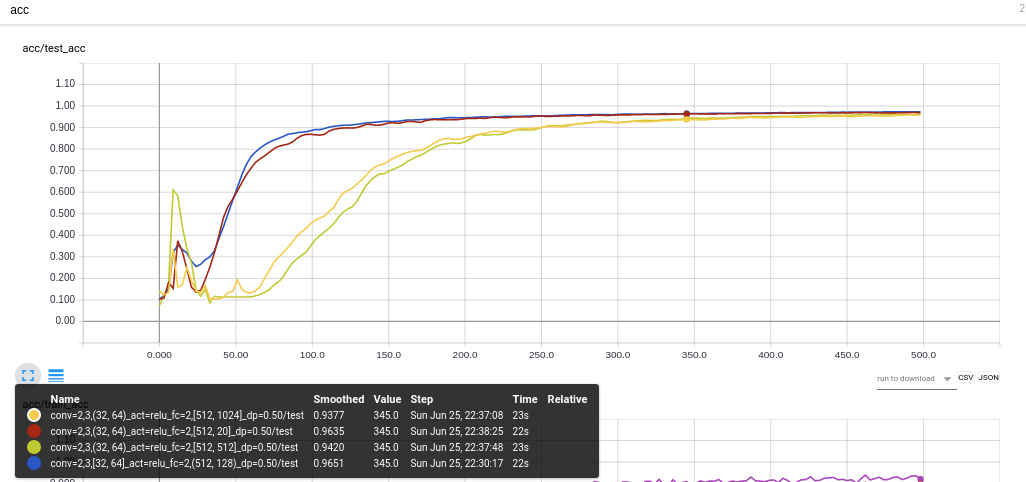 acc
2
acc/test_acc
1.10
1.00
0.900
0.800
0.700
0.600
0.500
0.400
0.300
0.200
0.100
0.00
0.000 50.00 100.0 150.0 200.0 250.0 300.0 350.0 400.0 450.0 500.0
run to download CSV JSON
acc/train_acc
Name Smoothed Value Step Time Relative
conv=2,3,(32, 64)_act=relu_fc=2,[512, 1024]_dp=0.50/test 0.9377 345.0 Sun Jun 25, 22:37:08 23s
conv=2,3,(32, 64)_act=relu_fc=2,[512, 20]_dp=0.50/test 0.9635 345.0 Sun Jun 25, 22:38:25 22s
conv=2,3,(32, 64)_act=relu_fc=2,[512, 512]_dp=0.50/test 0.9420 345.0 Sun Jun 25, 22:37:48 23s
conv=2,3,[32, 64]_act=relu_fc=2,(512, 128)_dp=0.50/test 0.9651 345.0 Sun Jun 25, 22:30:17 22s
1.10
1.00